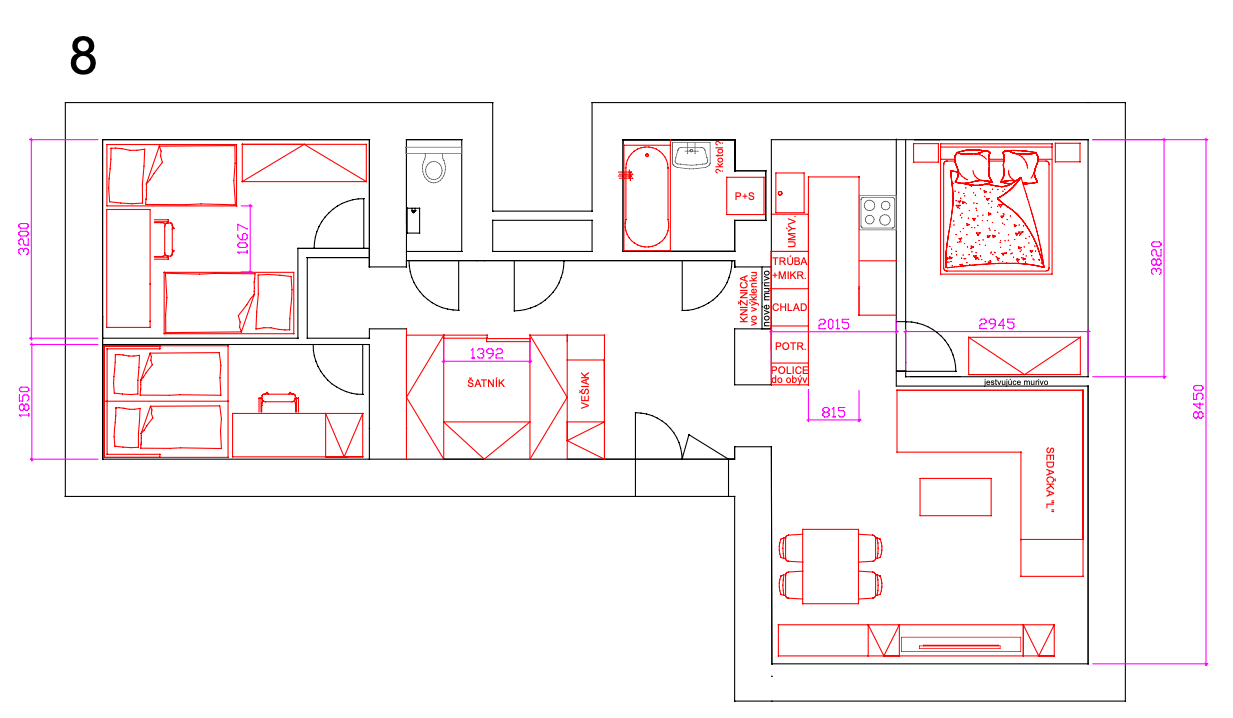 8
?kotol?
P+S
UMÝV.
3200
1067
3820
TRÚBA
+MIKR.
KNIŽNICA
vo výklenku
nové murivo
CHLAD
2015
2945
1392
POTR.
ŠATNÍK
VEŠIAK
POLICE
do obýv
jestvujúce murivo
1850
8450
815
SEDAČKA "L"